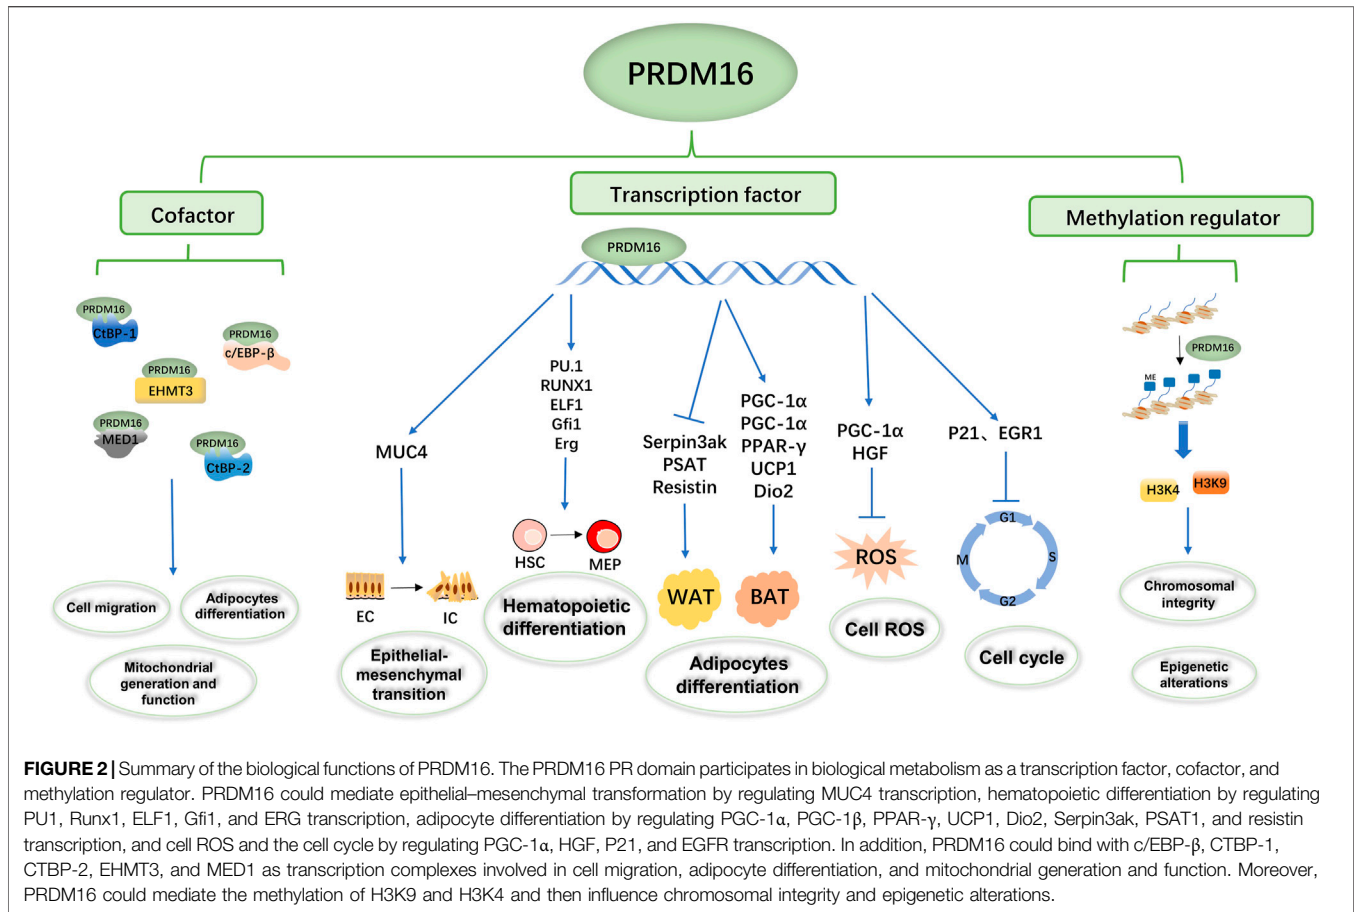 PRDM16
Cofactor
Transcription factor
Methylation regulator
PRDM16
CtBP-1
PRDM16
c/EBP-β
PRDM16
EHMT3
PRDM16
MED1
PRDM16
CtBP-2
Cell migration
Adipocytes
differentiation
Mitochondrial
generation and
function
PRDM16
MUC4
EC
IC
Epithelial-
mesenchymal
transition
PU.1
RUNX1
ELF1
Gfi1
Erg
HSC
MEP
Hematopoietic
differentiation
Serpin3ak
PSAT
Resistin
WAT
PGC-1α
PGC-1α
PPAR-γ
UCP1
Dio2
BAT
Adipocytes
differentiation
PGC-1α
HGF
ROS
Cell ROS
P21、EGR1
G1
S
G2
M
Cell cycle
PRDM16
ME
H3K4
H3K9
Chromosomal
integrity
Epigenetic
alterations
FIGURE 2 | Summary of the biological functions of PRDM16. The PRDM16 PR domain participates in biological metabolism as a transcription factor, cofactor, and
methylation regulator. PRDM16 could mediate epithelial–mesenchymal transformation by regulating MUC4 transcription, hematopoietic differentiation by regulating
PU1, Runx1, ELF1, Gfi1, and ERG transcription, adipocyte differentiation by regulating PGC-1α, PGC-1β, PPAR-γ, UCP1, Dio2, Serpin3ak, PSAT1, and resistin
transcription, and cell ROS and the cell cycle by regulating PGC-1α, HGF, P21, and EGFR transcription. In addition, PRDM16 could bind with c/EBP-β, CTBP-1,
CTBP-2, EHMT3, and MED1 as transcription complexes involved in cell migration, adipocyte differentiation, and mitochondrial generation and function. Moreover,
PRDM16 could mediate the methylation of H3K9 and H3K4 and then influence chromosomal integrity and epigenetic alterations.